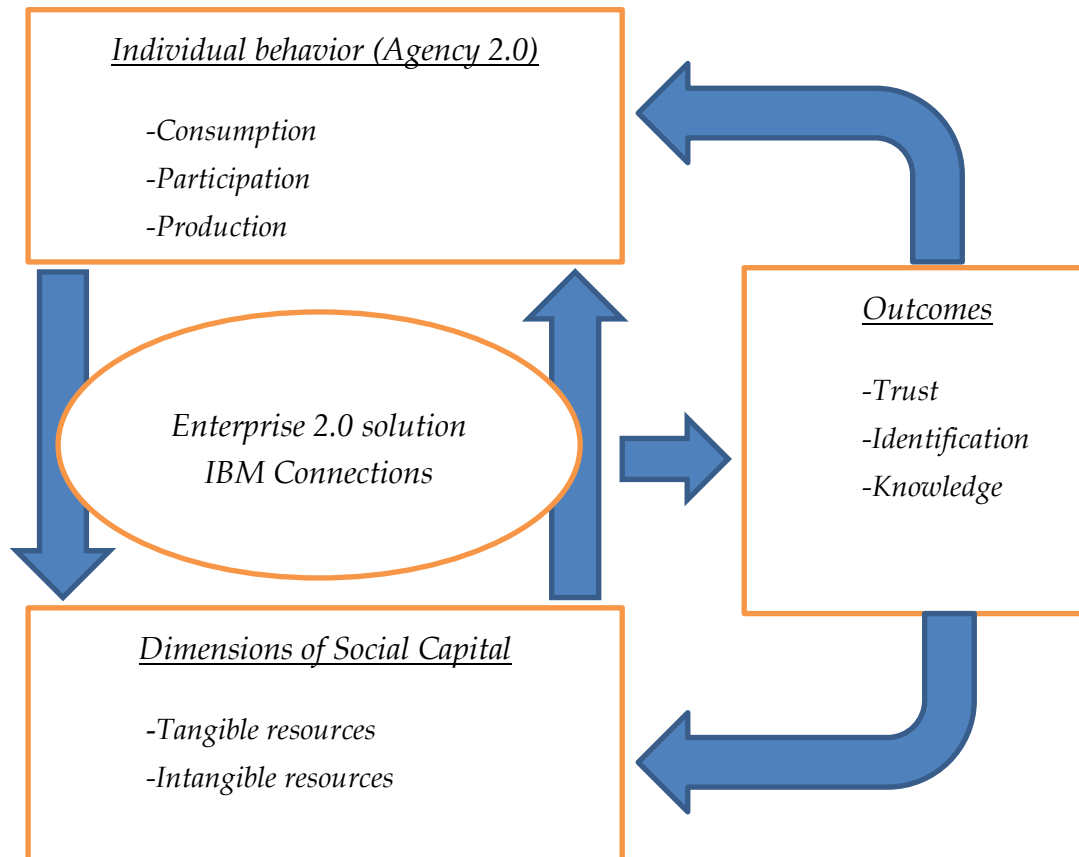 Individual behavior (Agency 2.0)
-Consumption
-Participation
-Production
Outcomes
-Trust
-Identification
-Knowledge
Enterprise 2.0 solution
IBM Connections
Dimensions of Social Capital
-Tangible resources
-Intangible resources